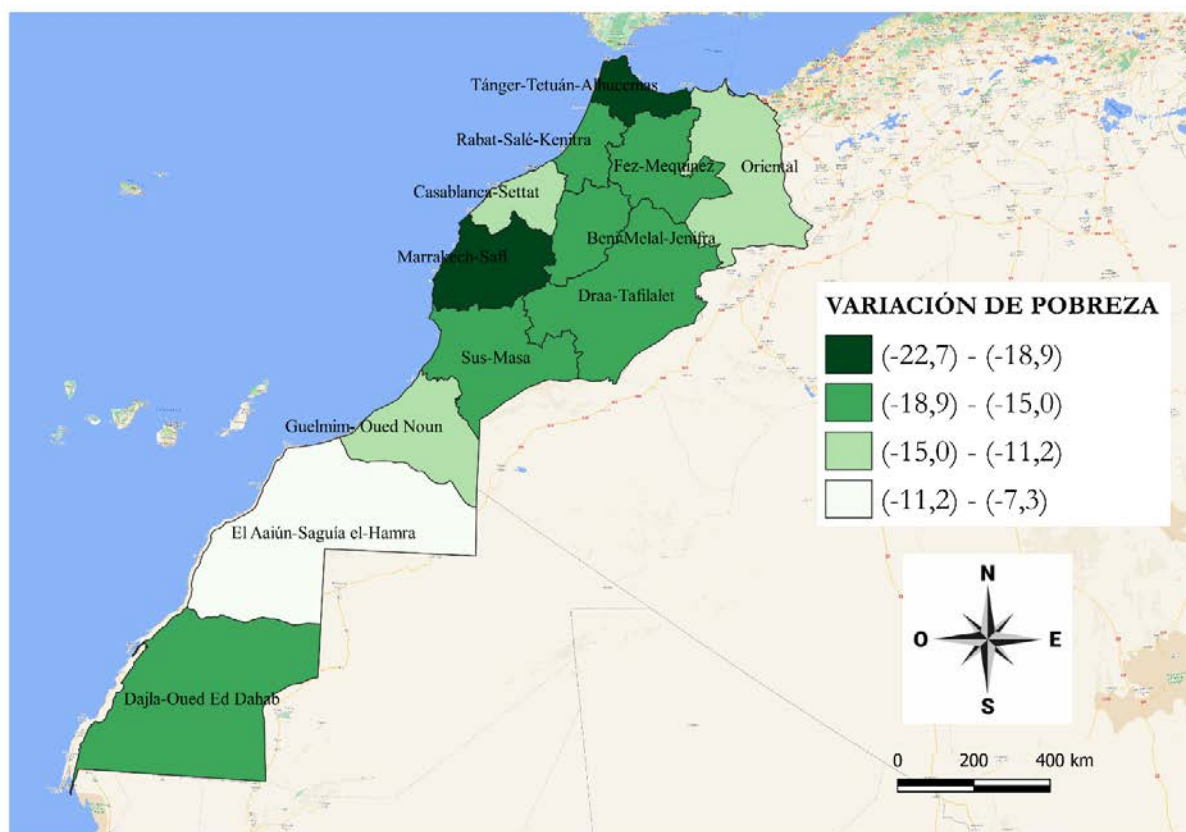 Tánger-Tetuán-Alhucemas
Rabat-Salé-Kenitra
Fez-Mequinez
Oriental
Casablanca-Settat
Beni Melal-Jenifra
Marrakech-Safi
Draa-Tafilalet
VARIACIÓN DE POBREZA
(-22,7) - (-18,9)
Sus-Masa
(-18,9) - (-15,0)
Guelmim- Oued Noun
(-15,0) - (-11,2)
(-11,2) - (-7,3)
El Aaiún-Saguía el-Hamra
N
O
E
S
Dajla-Oued Ed Dahab
0 200 400 km